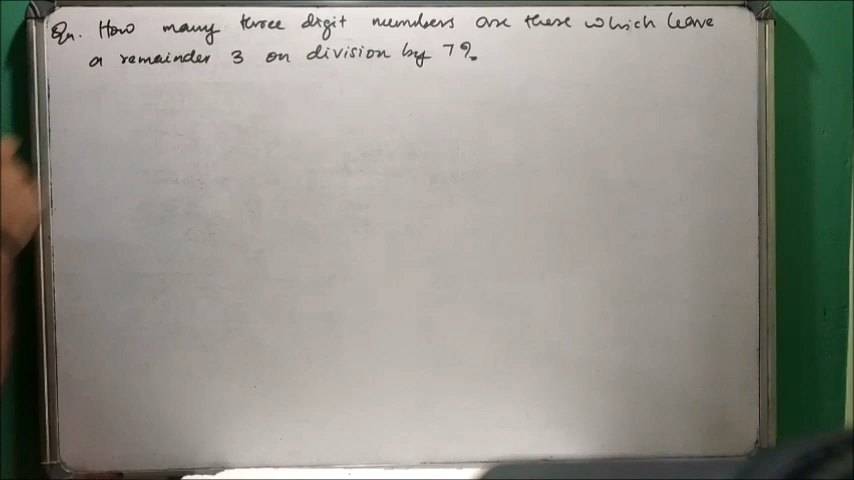 Qn. How many three digit numbers are there which leave
a remainder 3 on division by 7?